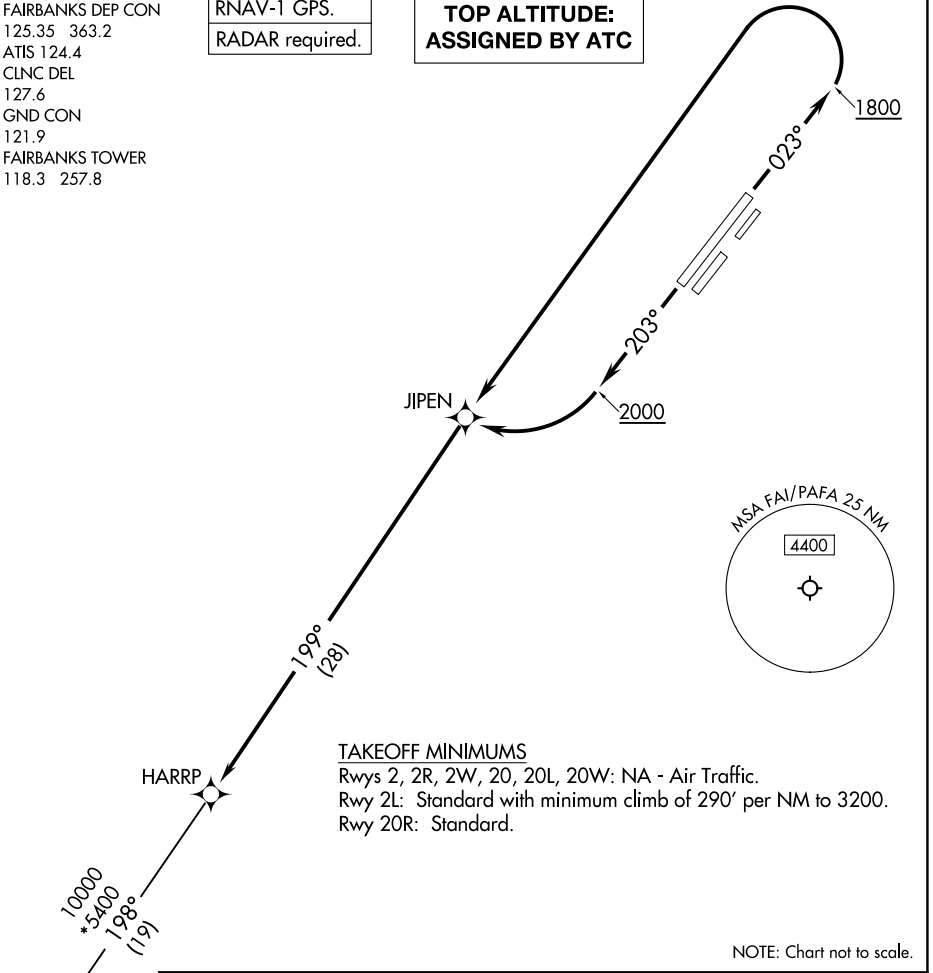 FAIRBANKS DEP CON
125.35 363.2
ATIS 124.4
CLNC DEL
127.6
GND CON
121.9
FAIRBANKS TOWER
118.3 257.8
RNAV-1 GPS.
RADAR required.
TOP ALTITUDE:
ASSIGNED BY ATC
1800
023°
203°
2000
JIPEN
MSA FAI/PAFA 25 NM
4400
199°
(28)
HARRP
TAKEOFF MINIMUMS
Rwys 2, 2R, 2W, 20, 20L, 20W: NA - Air Traffic.
Rwy 2L: Standard with minimum climb of 290' per NM to 3200.
Rwy 20R: Standard.
10000
*5400
198°
(19)
NOTE: Chart not to scale.